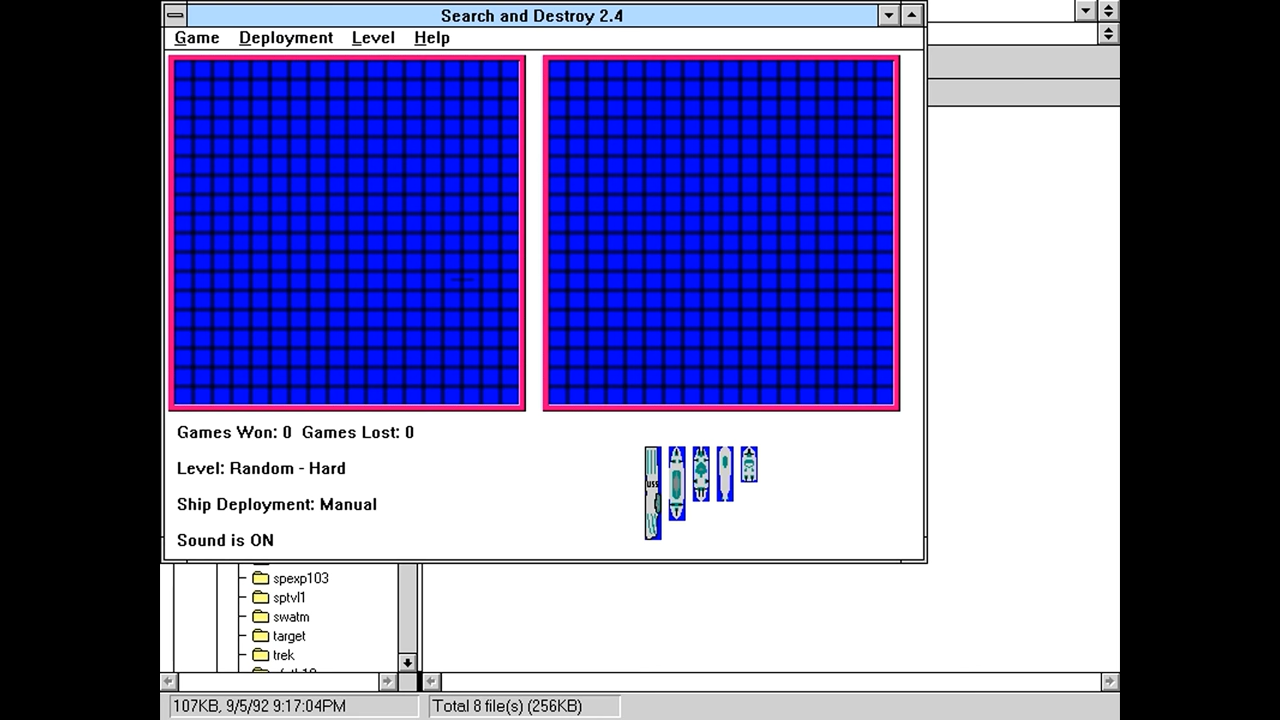 Search and Destroy 2.4
Game Deployment Level Help
Games Won: 0 Games Lost: 0
Level: Random - Hard
Ship Deployment: Manual
Sound is ON
USS
spexp103
sptvl1
swatm
target
trek
107KB, 9/5/92 9:17:04PM
Total 8 file(s) (256KB)